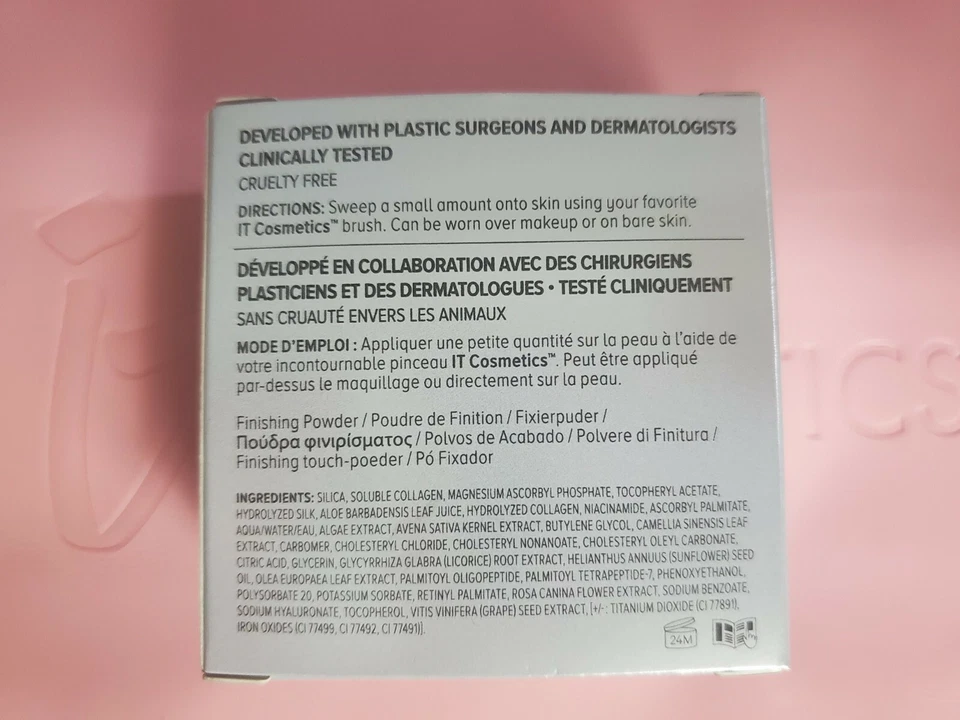 DEVELOPED WITH PLASTIC SURGEONS AND DERMATOLOGISTS
CLINICALLY TESTED
CRUELTY FREE
DIRECTIONS: Sweep a small amount onto skin using your favorite
IT Cosmetics™ brush. Can be worn over makeup or on bare skin.
DÉVELOPPÉ EN COLLABORATION AVEC DES CHIRURGIENS
PLASTICIENS ET DES DERMATOLOGUES • TESTÉ CLINIQUEMENT
SANS CRUAUTÉ ENVERS LES ANIMAUX
MODE D'EMPLOI : Appliquer une petite quantité sur la peau à l'aide de
votre incontournable pinceau IT Cosmetics™. Peut être appliqué
par-dessus le maquillage ou directement sur la peau.
Finishing Powder / Poudre de Finition / Fixierpuder /
Πούδρα φινιρίσματος / Polvos de Acabado / Polvere di Finitura /
Finishing touch-poeder / Pó Fixador
INGREDIENTS: SILICA, SOLUBLE COLLAGEN, MAGNESIUM ASCORBYL PHOSPHATE, TOCOPHERYL ACETATE,
HYDROLYZED SILK, ALOE BARBADENSIS LEAF JUICE, HYDROLYZED COLLAGEN, NIACINAMIDE, ASCORBYL PALMITATE,
AQUA/WATER/EAU, ALGAE EXTRACT, AVENA SATIVA KERNEL EXTRACT, BUTYLENE GLYCOL, CAMELLIA SINENSIS LEAF
EXTRACT, CARBOMER, CHOLESTERYL CHLORIDE, CHOLESTERYL NONANOATE, CHOLESTERYL OLEYL CARBONATE,
CITRIC ACID, GLYCERIN, GLYCYRRHIZA GLABRA (LICORICE) ROOT EXTRACT, HELIANTHUS ANNUUS (SUNFLOWER) SEED
OIL, OLEA EUROPAEA LEAF EXTRACT, PALMITOYL OLIGOPEPTIDE, PALMITOYL TETRAPEPTIDE-7, PHENOXYETHANOL,
POLYSORBATE 20, POTASSIUM SORBATE, RETINYL PALMITATE, ROSA CANINA FLOWER EXTRACT, SODIUM BENZOATE,
SODIUM HYALURONATE, TOCOPHEROL, VITIS VINIFERA (GRAPE) SEED EXTRACT, [+/-: TITANIUM DIOXIDE (CI 77891),
IRON OXIDES (CI 77499, CI 77492, CI 77491)].
24M
TICS